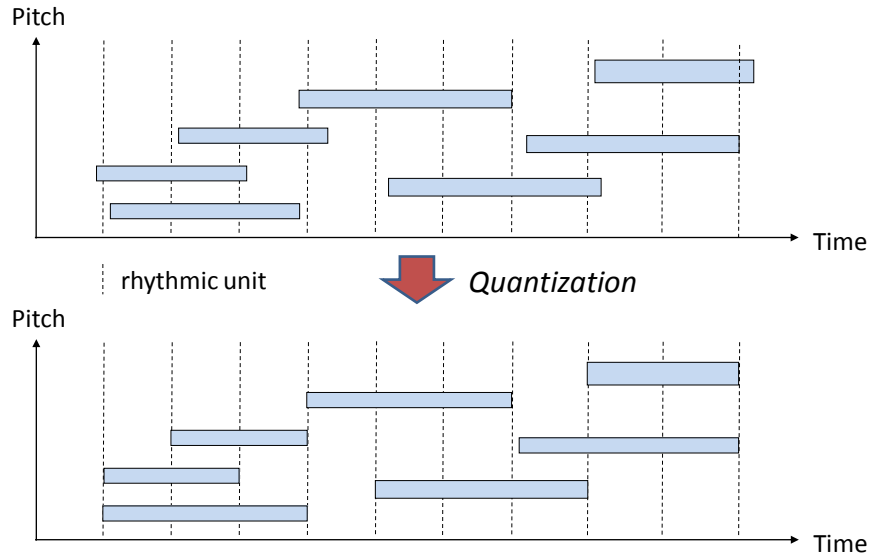 Pitch
Time
rhythmic unit
Quantization
Pitch
Time